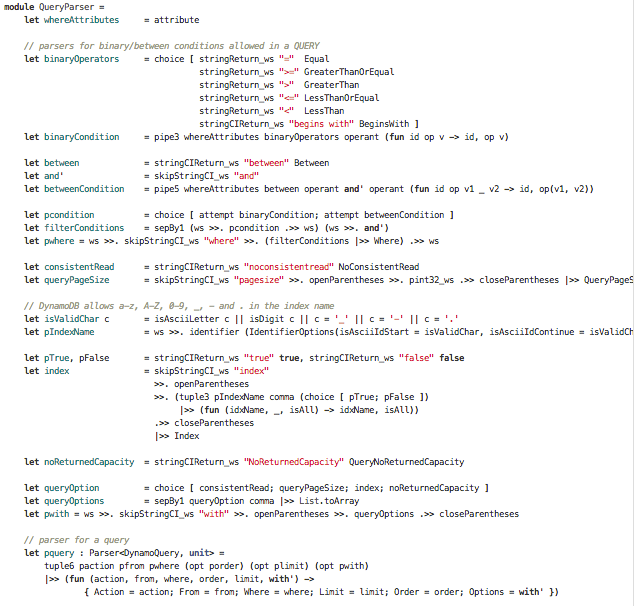 module QueryParser =
    let whereAttributes     = attribute

    // parsers for binary/between conditions allowed in a QUERY
    let binaryOperators     = choice [ stringReturn_ws "="  Equal
                                       stringReturn_ws ">=" GreaterThanOrEqual
                                       stringReturn_ws ">"  GreaterThan
                                       stringReturn_ws "<=" LessThanOrEqual
                                       stringReturn_ws "<"  LessThan
                                       stringCIReturn_ws "begins with" BeginsWith ]
    let binaryCondition     = pipe3 whereAttributes binaryOperators operant (fun id op v -> id, op v)

    let between             = stringCIReturn_ws "between" Between
    let and'                = skipStringCI_ws "and"
    let betweenCondition    = pipe5 whereAttributes between operant and' operant (fun id op v1 _ v2 -> id, op(v1, v2))

    let pcondition          = choice [ attempt binaryCondition; attempt betweenCondition ]
    let filterConditions    = sepBy1 (ws >>. pcondition .>> ws) (ws >>. and')
    let pwhere = ws >>. skipStringCI_ws "where" >>. (filterConditions |>> Where) .>> ws

    let consistentRead      = stringCIReturn_ws "noconsistentread" NoConsistentRead
    let queryPageSize       = skipStringCI_ws "pagesize" >>. openParentheses >>. pint32_ws .>> closeParentheses |>> QueryPageS

    // DynamoDB allows a-z, A-Z, 0-9, _, - and . in the index name
    let isValidChar c       = isAsciiLetter c || isDigit c || c = '_' || c = '-' || c = '.'
    let pIndexName          = ws >>. identifier (IdentifierOptions(isAsciiIdStart = isValidChar, isAsciiIdContinue = isValidCh

    let pTrue, pFalse       = stringCIReturn_ws "true" true, stringCIReturn_ws "false" false
    let index               = skipStringCI_ws "index"
                              >>. openParentheses
                              >>. (tuple3 pIndexName comma (choice [ pTrue; pFalse ])
                                   |>> (fun (idxName, _, isAll) -> idxName, isAll))
                              .>> closeParentheses
                              |>> Index

    let noReturnedCapacity  = stringCIReturn_ws "NoReturnedCapacity" QueryNoReturnedCapacity

    let queryOption         = choice [ consistentRead; queryPageSize; index; noReturnedCapacity ]
    let queryOptions        = sepBy1 queryOption comma |>> List.toArray
    let pwith = ws >>. skipStringCI_ws "with" >>. openParentheses >>. queryOptions .>> closeParentheses

    // parser for a query
    let pquery : Parser<DynamoQuery, unit> =
        tuple6 paction pfrom pwhere (opt porder) (opt plimit) (opt pwith)
        |>> (fun (action, from, where, order, limit, with') ->
                { Action = action; From = from; Where = where; Limit = limit; Order = order; Options = with' })